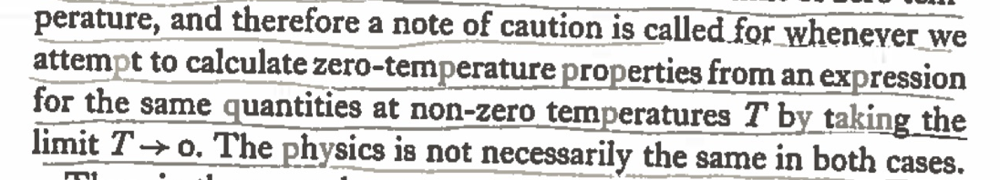 perature, and therefore a note of caution is called for whenever we
attempt to calculate zero-temperature properties from an expression
for the same quantities at non-zero temperatures T by taking the
limit T → 0. The physics is not necessarily the same in both cases.